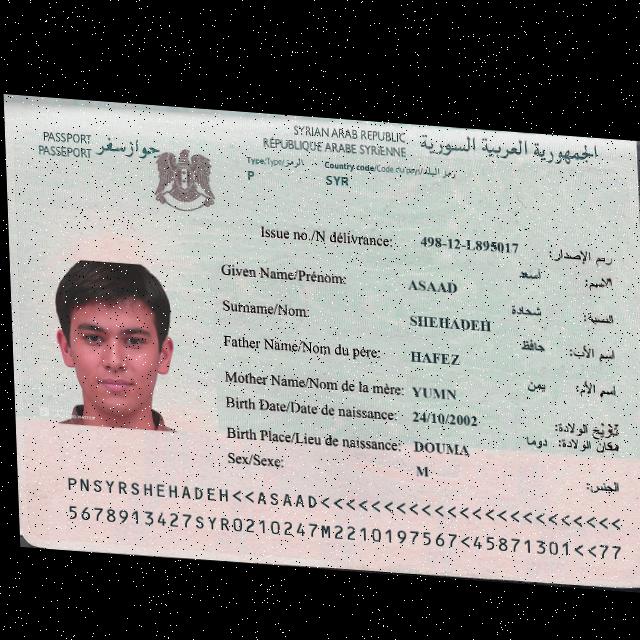 SYRIAN ARAB REPUBLIC
RÉPUBLIQUE ARABE SYRIENNE
الجمهورية العربية السورية
PASSPORT
PASSEPORT
جواز سفر
Type/Type/الرمز
Country code/Code du pays/رمز البلد
P
SYR
Issue no./N délivrance: 498-12-L895017 رمم الإصدار:
Given Name/Prénom: ASAAD أسعد الاسم:
Surname/Nom: SHEHADEH شحادة النسبة:
Father Name/Nom du père: HAFEZ حافظ اسم الأب:
Mother Name/Nom de la mère: YUMN يمن اسم الأم:
Birth Date/Date de naissance: 24/10/2002 تؤيخ الولادة:
Birth Place/Lieu de naissance: DOUMA دوما مكان الولادة:
Sex/Sexe: M الجنس:
PNSYRSHEHADEH<<ASAAD<<<<<<<<<<<<<<<<<<<<<<<<
5678913427SYR0210247M2210197567<45871301<<77